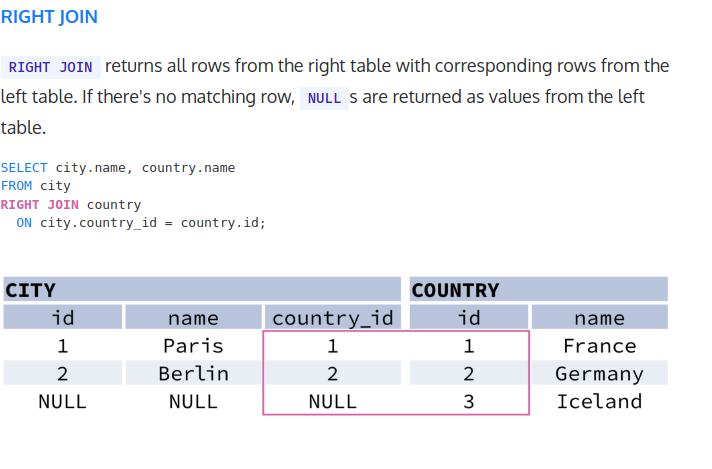 RIGHT JOIN
RIGHT JOIN returns all rows from the right table with corresponding rows from the
left table. If there's no matching row, NULL s are returned as values from the left
table.
SELECT city.name, country.name
FROM city
RIGHT JOIN country
  ON city.country_id = country.id;
CITY COUNTRY
id name country_id id name
1 Paris 1 1 France
2 Berlin 2 2 Germany
NULL NULL NULL 3 Iceland